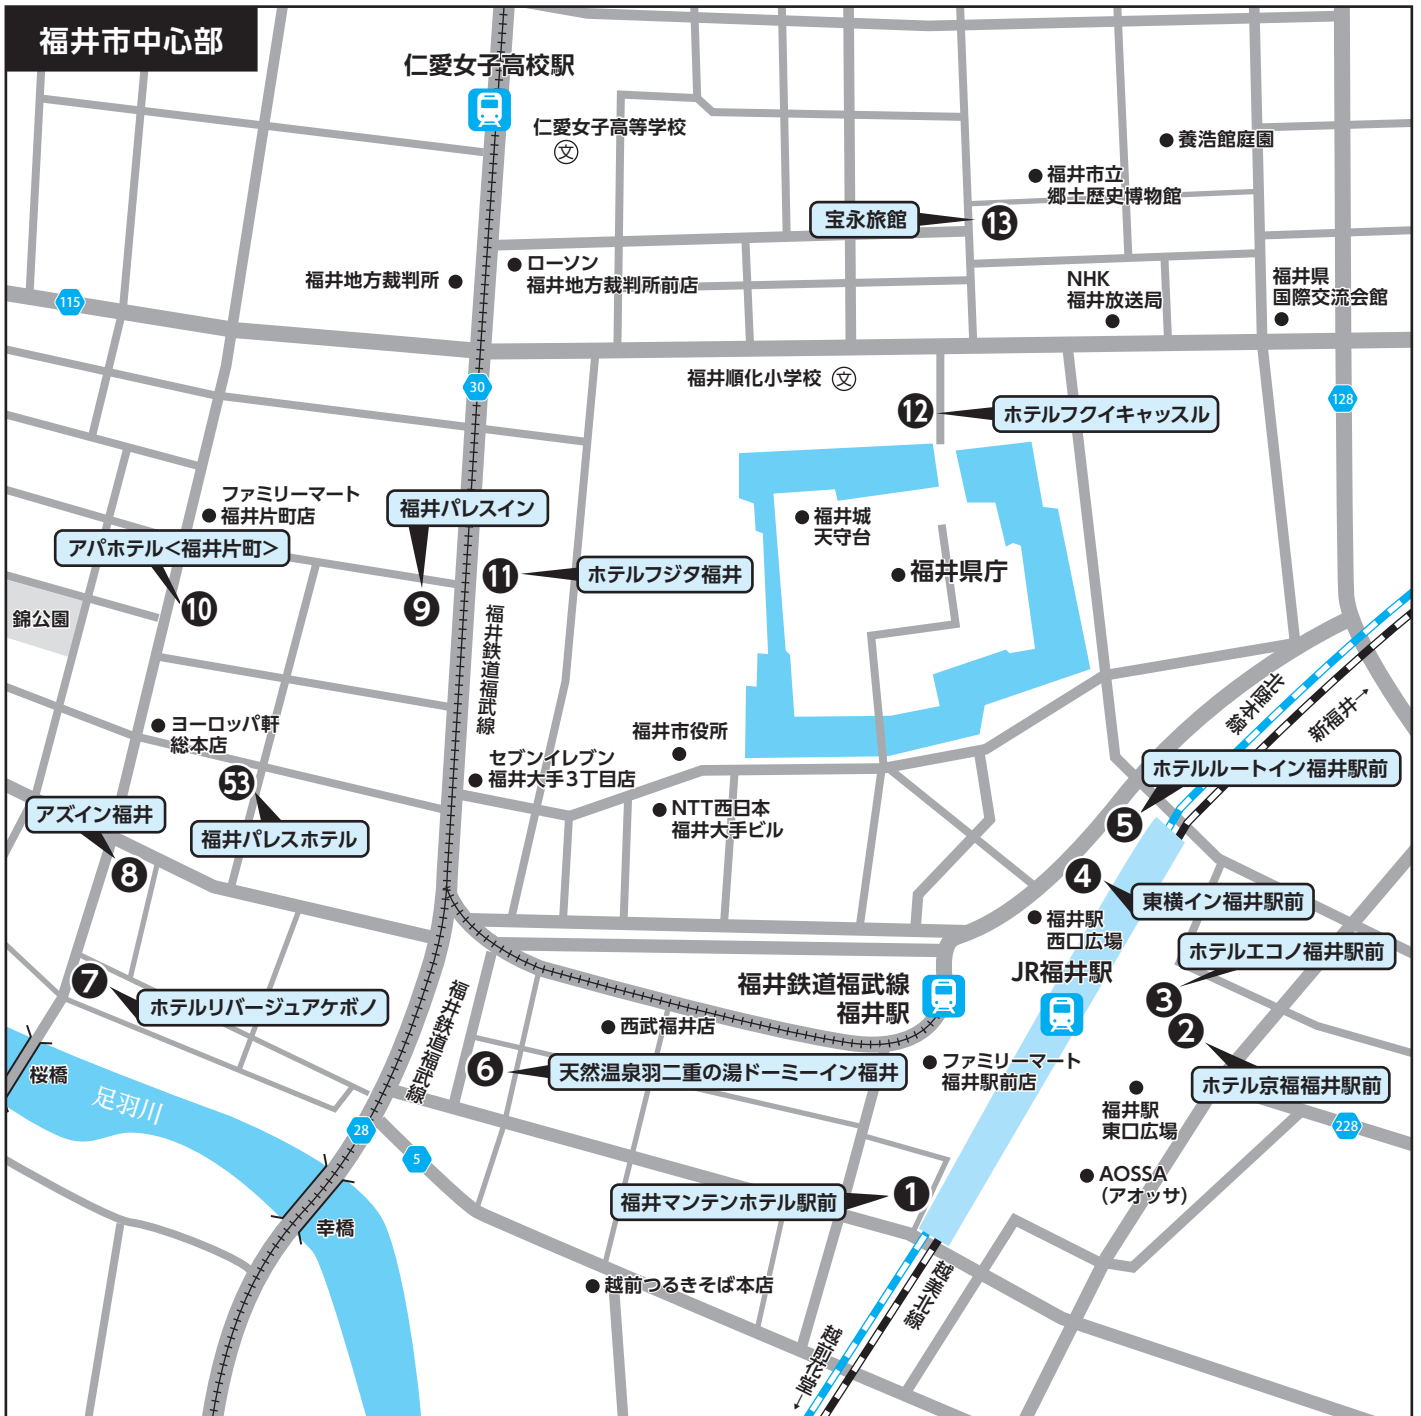 福井市中心部
仁愛女子高校駅
仁愛女子高等学校
文
養浩館庭園
福井市立
郷土歴史博物館
宝永旅館
13
ローソン
福井地方裁判所前店
福井地方裁判所
NHK
福井放送局
福井県
国際交流会館
115
30
福井順化小学校
文
128
12
ホテルフクイキャッスル
ファミリーマート
福井片町店
福井パレスイン
アパホテル<福井片町>
福井城
天守台
福井県庁
11
ホテルフジタ福井
10
9
錦公園
福井鉄道福武線
北陸本線
新福井→
ヨーロッパ軒
総本店
福井市役所
セブンイレブン
福井大手3丁目店
ホテルルートイン福井駅前
53
アズイン福井
福井パレスホテル
NTT西日本
福井大手ビル
5
8
4
東横イン福井駅前
福井駅
西口広場
ホテルエコノ福井駅前
JR福井駅
7
ホテルリバージュアケボノ
福井鉄道福武線
福井鉄道福武線
福井駅
3
2
西武福井店
桜橋
足羽川
6
天然温泉羽二重の湯ドーミーイン福井
ファミリーマート
福井駅前店
ホテル京福福井駅前
福井駅
東口広場
28
5
228
AOSSA
(アオッサ)
福井マンテンホテル駅前
1
幸橋
越前つるきそば本店
越美北線
←越前花堂